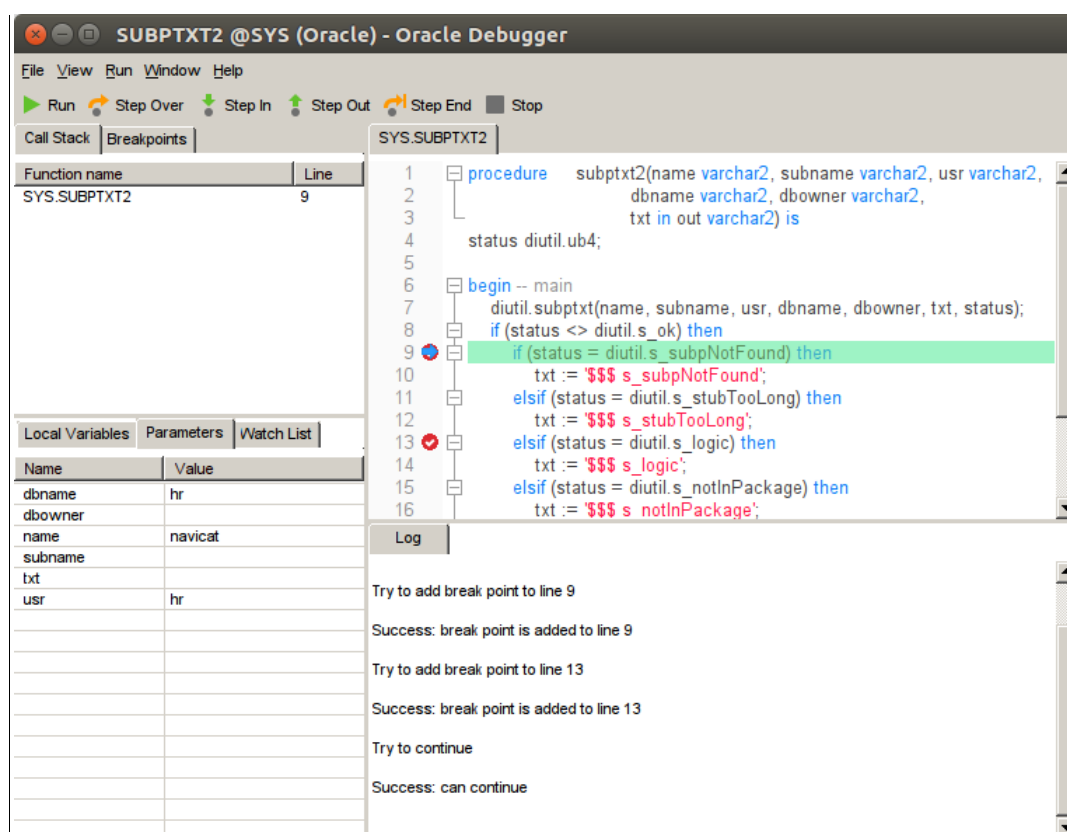 SUBPTXT2 @SYS (Oracle) - Oracle Debugger
File View Run Window Help
Run Step Over Step In Step Out Step End Stop
Call Stack Breakpoints
Function name Line
SYS.SUBPTXT2 9
SYS.SUBPTXT2
1 procedure subptxt2(name varchar2, subname varchar2, usr varchar2,
2 dbname varchar2, dbowner varchar2,
3 txt in out varchar2) is
4 status diutil.ub4;
5
6 begin -- main
7 diutil.subptxt(name, subname, usr, dbname, dbowner, txt, status);
8 if (status <> diutil.s_ok) then
9 if (status = diutil.s_subpNotFound) then
10 txt := '$$$ s_subpNotFound';
11 elsif (status = diutil.s_stubTooLong) then
12 txt := '$$$ s_stubTooLong';
13 elsif (status = diutil.s_logic) then
14 txt := '$$$ s_logic';
15 elsif (status = diutil.s_notInPackage) then
16 txt := '$$$ s_notInPackage';
Local Variables Parameters Watch List
Name Value
dbname hr
dbowner
name navicat
subname
txt
usr hr
Log
Try to add break point to line 9
Success: break point is added to line 9
Try to add break point to line 13
Success: break point is added to line 13
Try to continue
Success: can continue